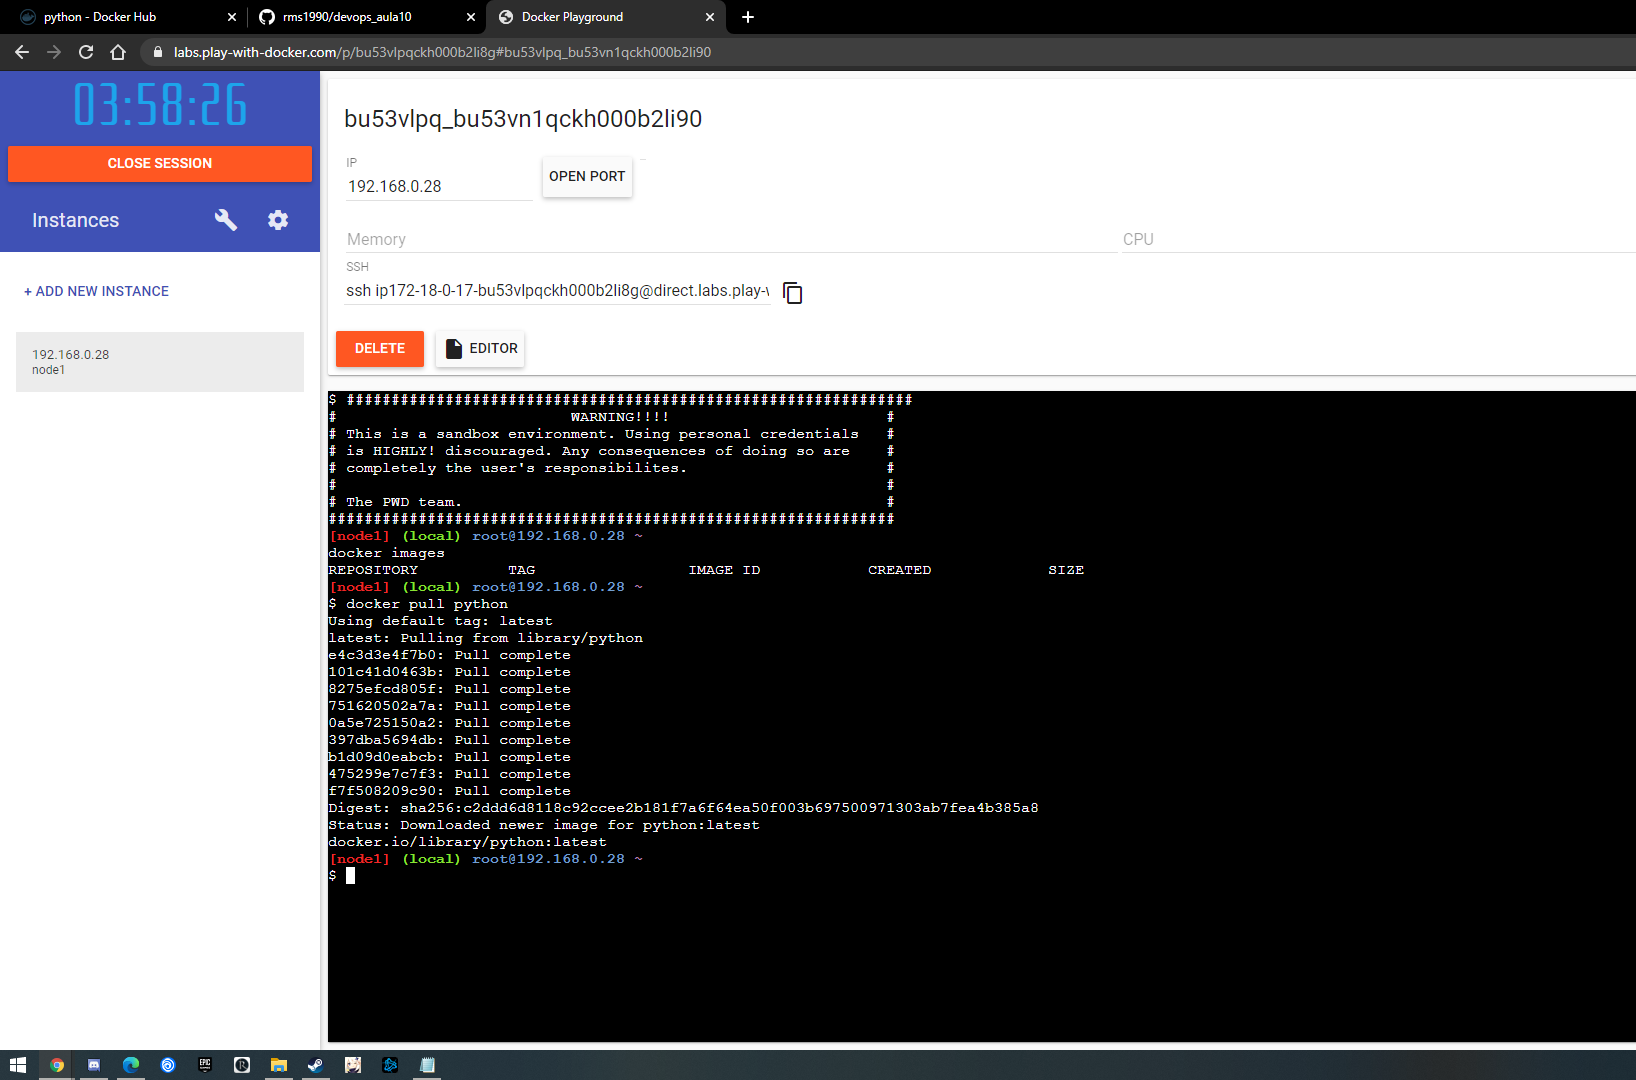 python - Docker Hub
rms1990/devops_aula10
Docker Playground
labs.play-with-docker.com/p/bu53vlpqckh000b2li8g#bu53vlpq_bu53vn1qckh000b2li90
03:58:26
CLOSE SESSION
Instances
+ ADD NEW INSTANCE
192.168.0.28
node1
bu53vlpq_bu53vn1qckh000b2li90
IP
192.168.0.28
OPEN PORT
Memory
CPU
SSH
ssh ip172-18-0-17-bu53vlpqckh000b2li8g@direct.labs.play-
DELETE
EDITOR
$ ###############################################################
# WARNING!!!! #
# This is a sandbox environment. Using personal credentials #
# is HIGHLY! discouraged. Any consequences of doing so are #
# completely the user's responsibilites. #
# #
# The PWD team. #
###############################################################
[node1] (local) root@192.168.0.28 ~
docker images
REPOSITORY TAG IMAGE ID CREATED SIZE
[node1] (local) root@192.168.0.28 ~
$ docker pull python
Using default tag: latest
latest: Pulling from library/python
e4c3d3e4f7b0: Pull complete
101c41d0463b: Pull complete
8275efcd805f: Pull complete
751620502a7a: Pull complete
0a5e725150a2: Pull complete
397dba5694db: Pull complete
b1d09d0eabcb: Pull complete
475299e7c7f3: Pull complete
f7f508209c90: Pull complete
Digest: sha256:c2ddd6d8118c92ccee2b181f7a6f64ea50f003b697500971303ab7fea4b385a8
Status: Downloaded newer image for python:latest
docker.io/library/python:latest
[node1] (local) root@192.168.0.28 ~
$
EPIC